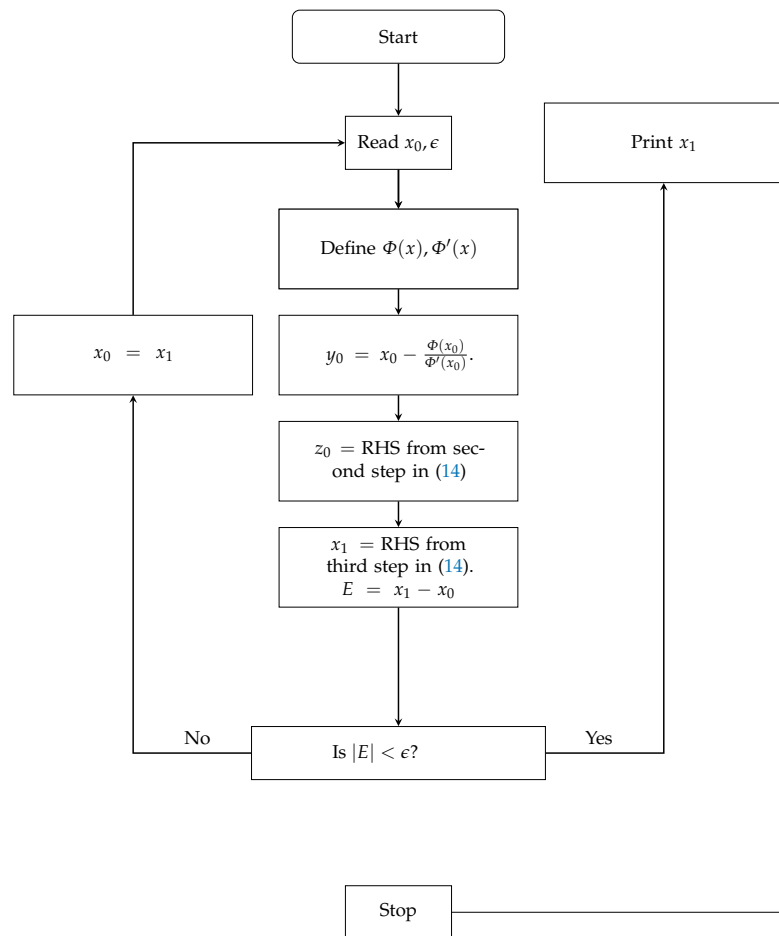 Start
Read x₀, ϵ
Print x₁
Define Φ(x), Φ′(x)
x₀ = x₁
y₀ = x₀ − Φ(x₀)/Φ′(x₀).
z₀ = RHS from sec-
ond step in (14)
x₁ = RHS from
third step in (14).
E = x₁ − x₀
No
Is |E| < ϵ?
Yes
Stop